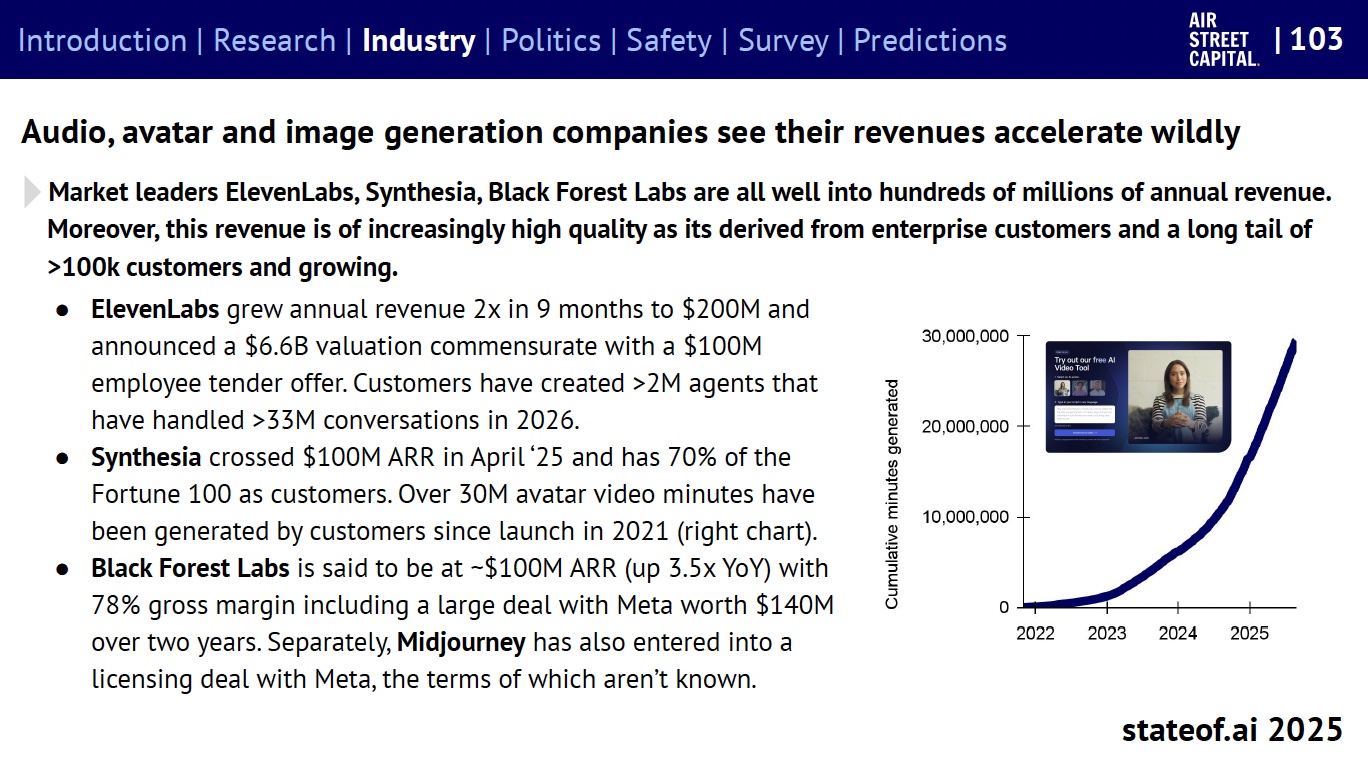 Introduction | Research | Industry | Politics | Safety | Survey | Predictions
AIR
STREET
CAPITAL.
| 103
Audio, avatar and image generation companies see their revenues accelerate wildly
Market leaders ElevenLabs, Synthesia, Black Forest Labs are all well into hundreds of millions of annual revenue.
Moreover, this revenue is of increasingly high quality as its derived from enterprise customers and a long tail of
>100k customers and growing.
● ElevenLabs grew annual revenue 2x in 9 months to $200M and
announced a $6.6B valuation commensurate with a $100M
employee tender offer. Customers have created >2M agents that
have handled >33M conversations in 2026.
● Synthesia crossed $100M ARR in April ‘25 and has 70% of the
Fortune 100 as customers. Over 30M avatar video minutes have
been generated by customers since launch in 2021 (right chart).
● Black Forest Labs is said to be at ~$100M ARR (up 3.5x YoY) with
78% gross margin including a large deal with Meta worth $140M
over two years. Separately, Midjourney has also entered into a
licensing deal with Meta, the terms of which aren’t known.
Cumulative minutes generated
30,000,000
20,000,000
10,000,000
0
2022
2023
2024
2025
Try out our free AI
Video Tool
stateof.ai 2025